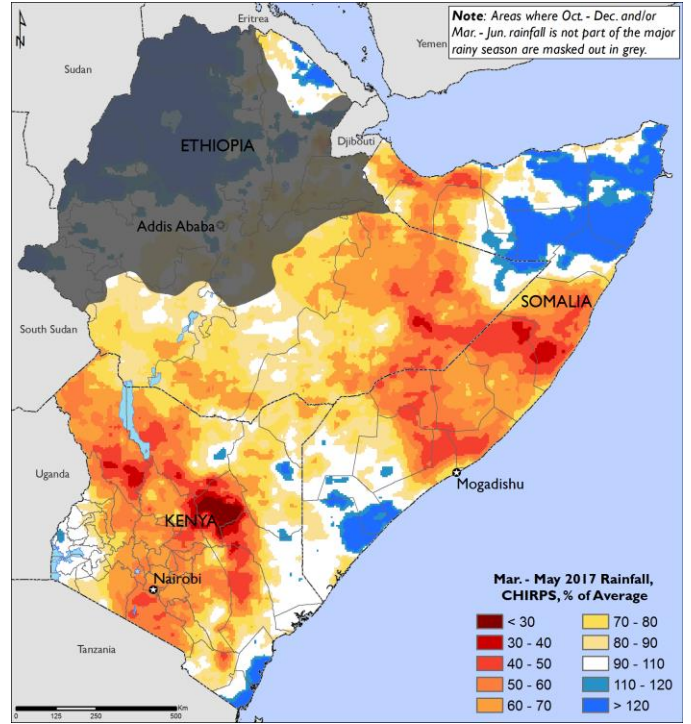 Note: Areas where Oct. - Dec. and/or
Mar. - Jun. rainfall is not part of the major
rainy season are masked out in grey.
N
Eritrea
Yemen
Sudan
ETHIOPIA
Djibouti
Addis Ababa
SOMALIA
South Sudan
Uganda
Mogadishu
KENYA
Nairobi
Tanzania
Mar. - May 2017 Rainfall,
CHIRPS, % of Average
< 30
30 - 40
40 - 50
50 - 60
60 - 70
70 - 80
80 - 90
90 - 110
110 - 120
> 120
0 125 250 500
Km